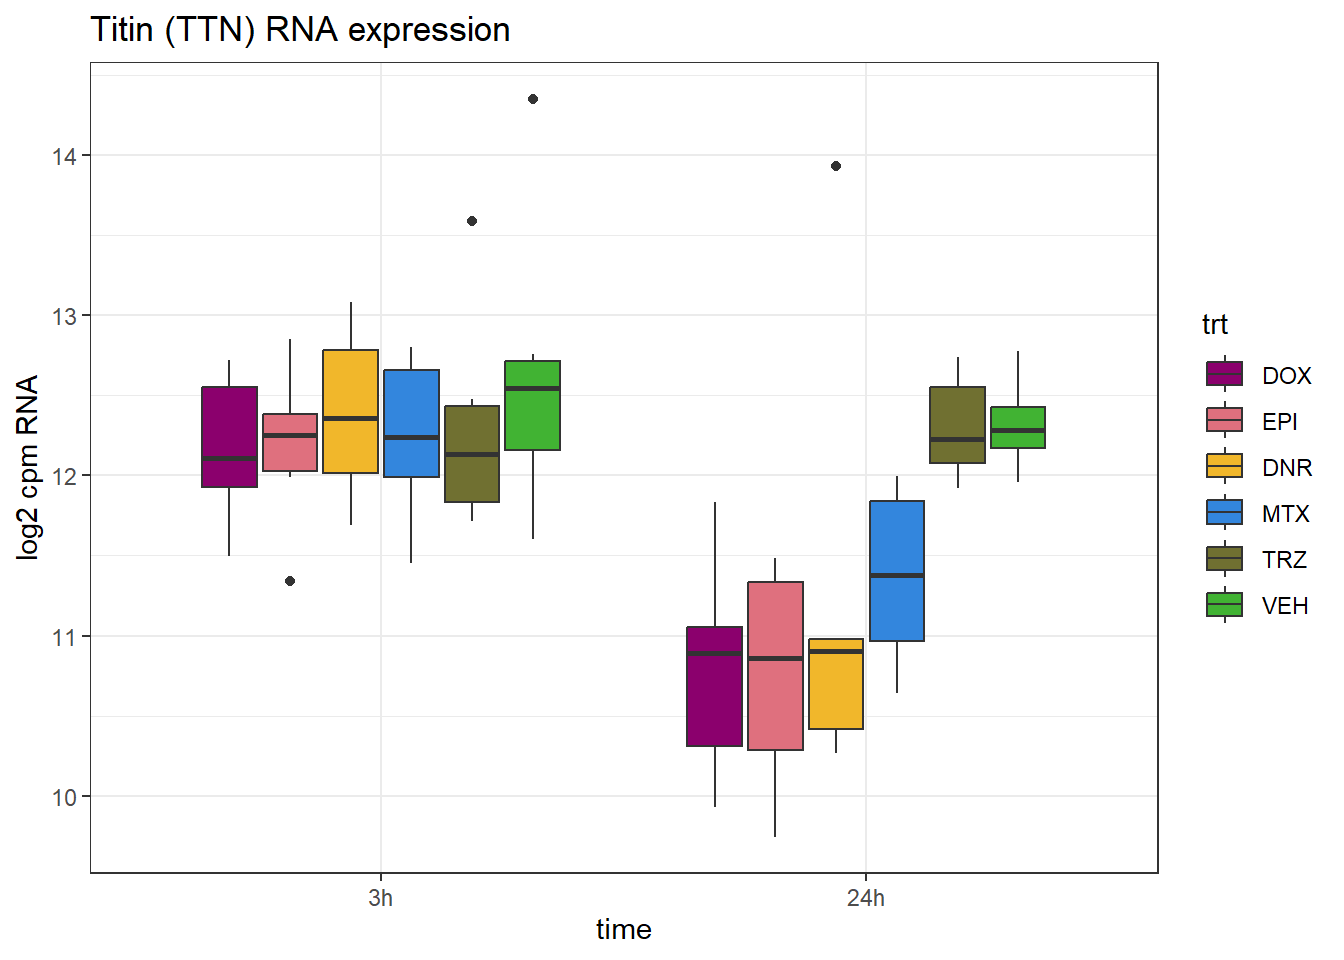 Titin (TTN) RNA expression
log2 cpm RNA
14
13
12
11
10
3h
24h
time
trt
DOX
EPI
DNR
MTX
TRZ
VEH